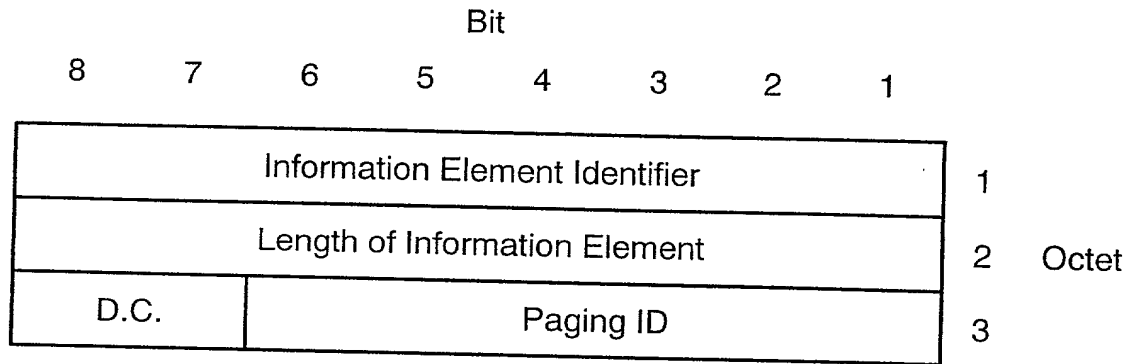 Bit
8 7 6 5 4 3 2 1
Information Element Identifier 1
Length of Information Element 2 Octet
D.C. Paging ID 3